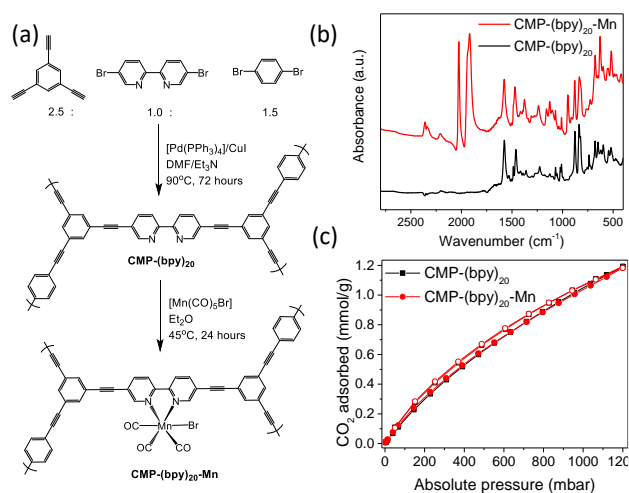 (a)
Br
N
N
Br
Br
Br
2.5 :
1.0 :
1.5
[Pd(PPh3)4]/CuI
DMF/Et3N
90°C, 72 hours
N
N
CMP-(bpy)20
[Mn(CO)5Br]
Et2O
45°C, 24 hours
N
N
OC
Mn
Br
OC
CO
CMP-(bpy)20-Mn
(b)
CMP-(bpy)20-Mn
CMP-(bpy)20
Absorbance (a.u.)
2500 2000 1500 1000 500
Wavenumber (cm-1)
(c)
CMP-(bpy)20
CMP-(bpy)20-Mn
CO2 adsorbed (mmol/g)
1.2
1.0
0.8
0.6
0.4
0.2
0.0
0 200 400 600 800 1000 1200
Absolute pressure (mbar)